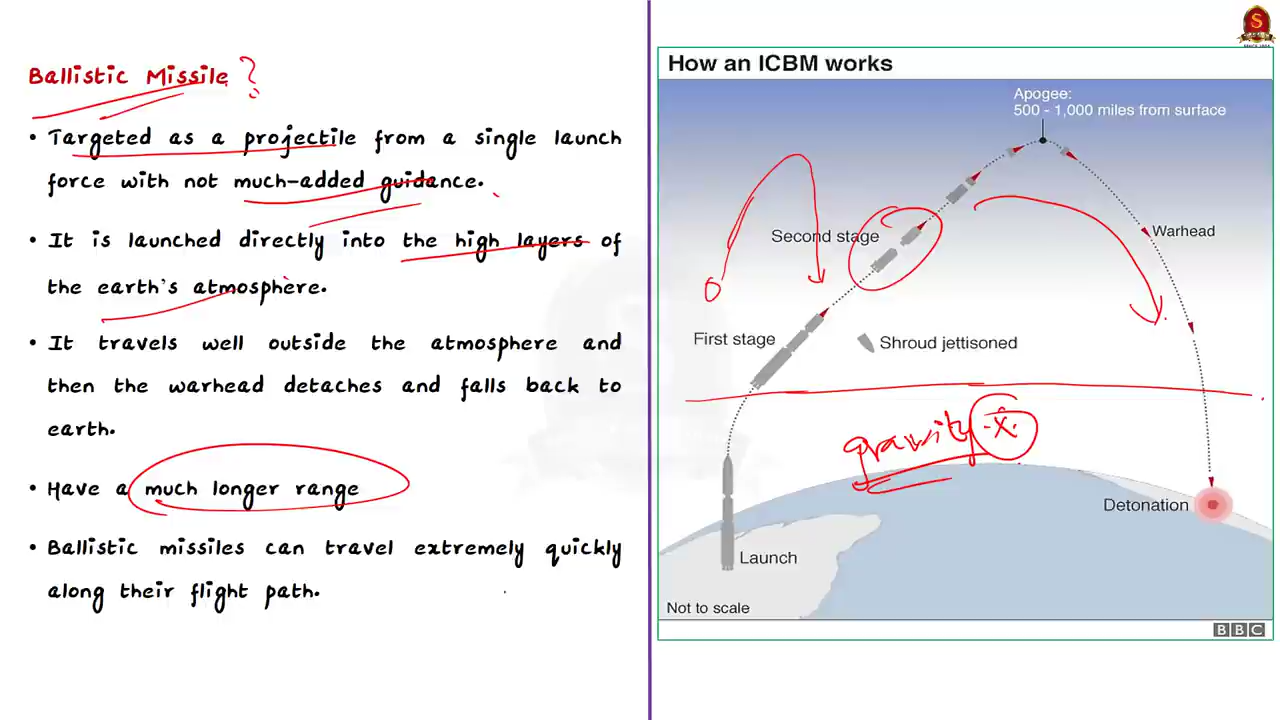 Ballistic Missile ?
• Targeted as a projectile from a single launch
force with not much-added guidance.
• It is launched directly into the high layers of
the earth's atmosphere.
• It travels well outside the atmosphere and
then the warhead detaches and falls back to
earth.
• Have a much longer range
• Ballistic missiles can travel extremely quickly
along their flight path.
How an ICBM works
Apogee:
500 - 1,000 miles from surface
Second stage
Warhead
First stage
Shroud jettisoned
gravity
Detonation
Launch
Not to scale
BBC